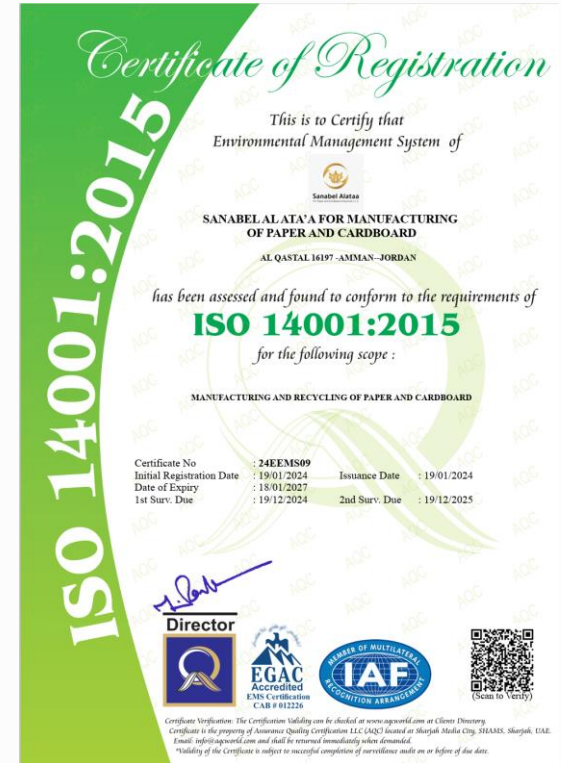 Certificate of Registration
ISO 14001:2015
This is to Certify that
Environmental Management System of
Sanabel Alataa
SANABEL AL ATA'A FOR MANUFACTURING
OF PAPER AND CARDBOARD
AL QASTAL 16197 -AMMAN--JORDAN
has been assessed and found to conform to the requirements of
ISO 14001:2015
for the following scope :
MANUFACTURING AND RECYCLING OF PAPER AND CARDBOARD
Certificate No : 24EEMS09
Initial Registration Date : 19/01/2024 Issuance Date : 19/01/2024
Date of Expiry : 18/01/2027
1st Surv. Due : 19/12/2024 2nd Surv. Due : 19/12/2025
Director
EGAC
Accredited
EMS Certification
CAB # 012226
MEMBER OF MULTILATERAL
IAF
RECOGNITION ARRANGEMENT
(Scan to Verify)
Certificate Verification: The Certification Validity can be checked at www.aqcworld.com at Clients Directory.
Certificate is the property of Assurance Quality Certification LLC (AQC) located at Sharjah Media City, SHAMS, Sharjah, UAE.
Email: info@aqcworld.com and shall be returned immediately when demanded.
*Validity of the Certificate is subject to successful completion of surveillance audit on or before of due date.